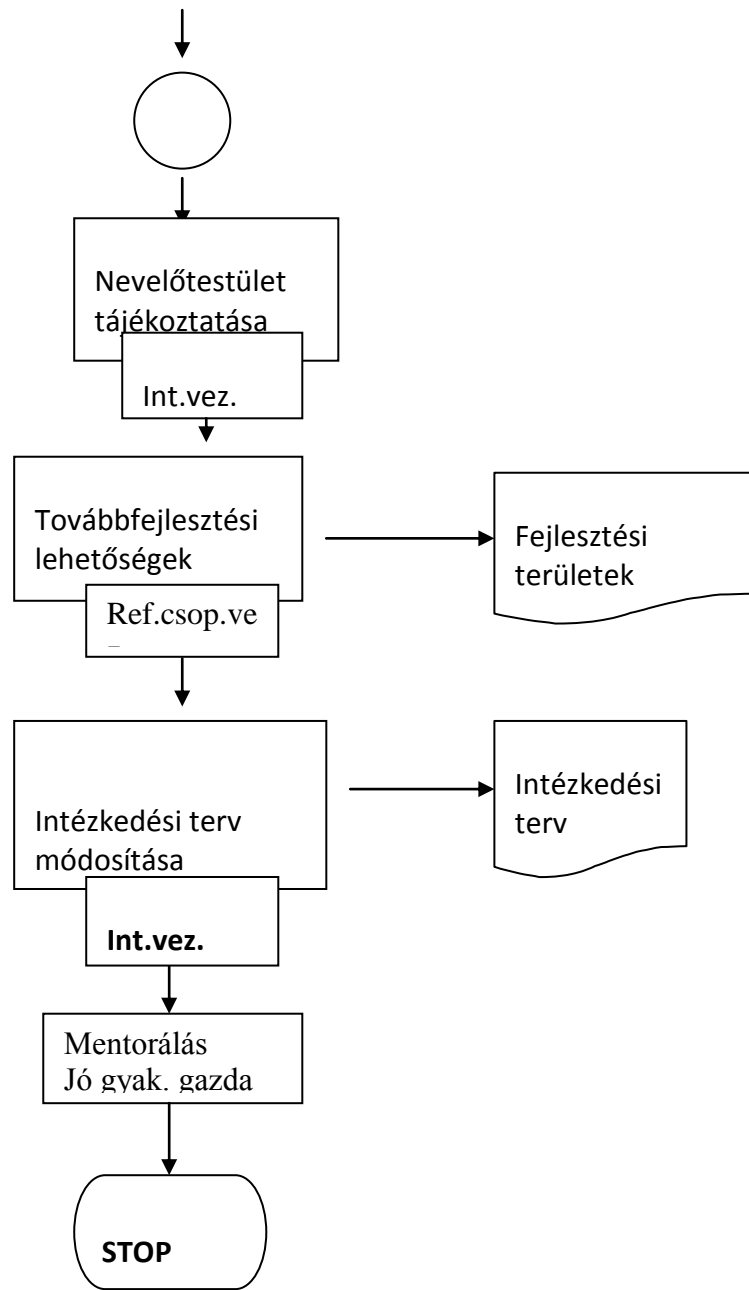 Nevelőtestület
tájékoztatása
Int.vez.
Továbbfejlesztési
lehetőségek
Fejlesztési
területek
Ref.csop.ve
Intézkedési terv
módosítása
Intézkedési
terv
Int.vez.
Mentorálás
Jó gyak. gazda
STOP